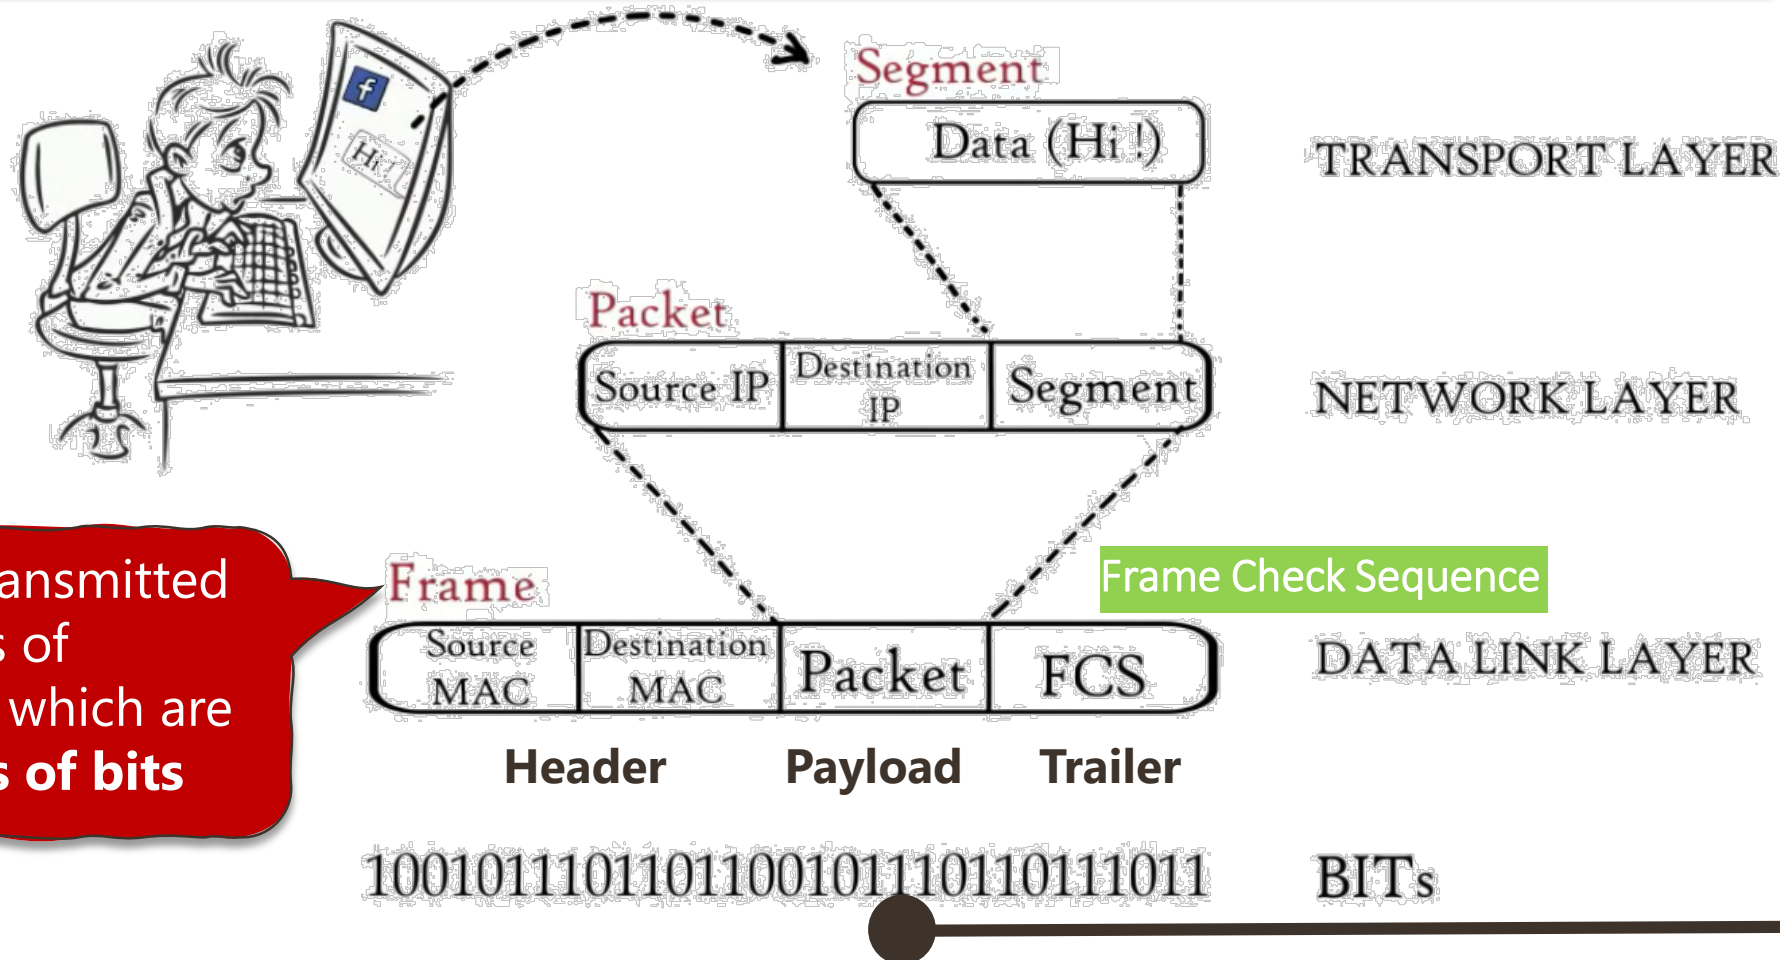 f
Hi !
Segment
Data (Hi !)
TRANSPORT LAYER
Packet
Source IP
Destination
IP
Segment
NETWORK LAYER
ansmitted
s of
which are
s of bits
Frame
Frame Check Sequence
Source
MAC
Destination
MAC
Packet
FCS
DATA LINK LAYER
Header
Payload
Trailer
1001011101101100101110110111011
BITs